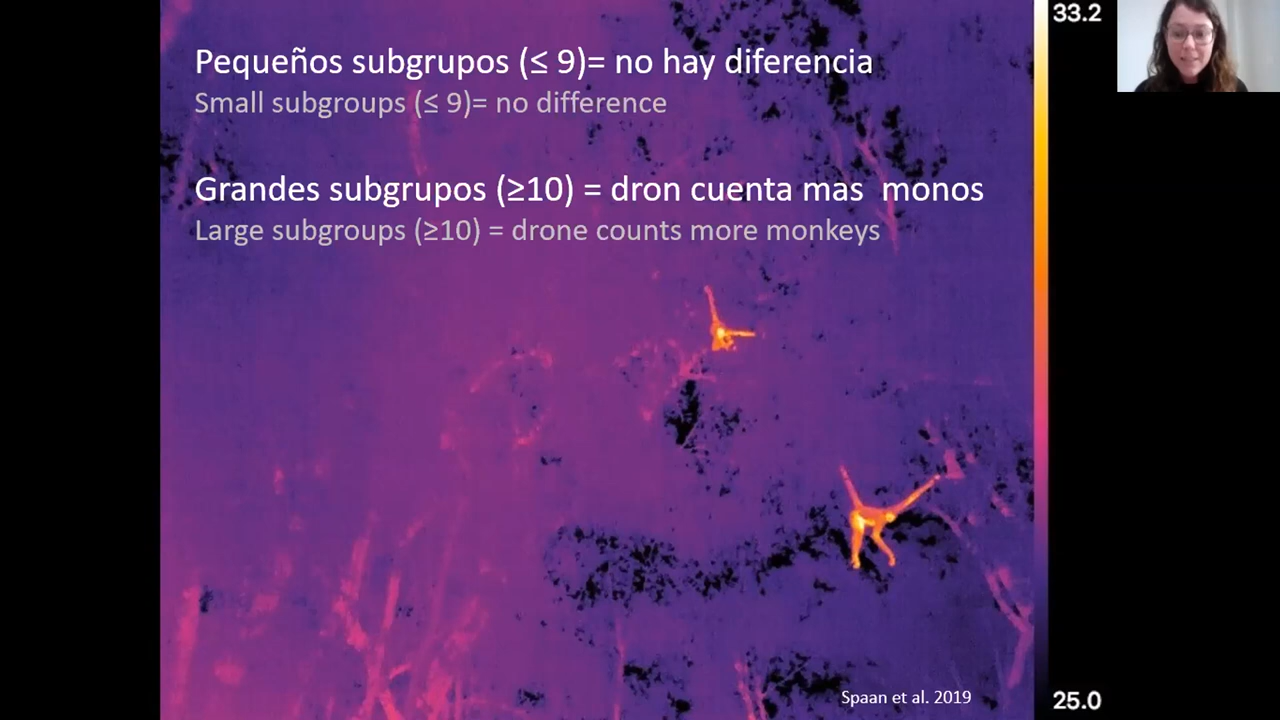 Pequeños subgrupos (≤ 9)= no hay diferencia
Small subgroups (≤ 9)= no difference
Grandes subgrupos (≥10) = dron cuenta mas  monos
Large subgroups (≥10) = drone counts more monkeys
33.2
25.0
Spaan et al. 2019